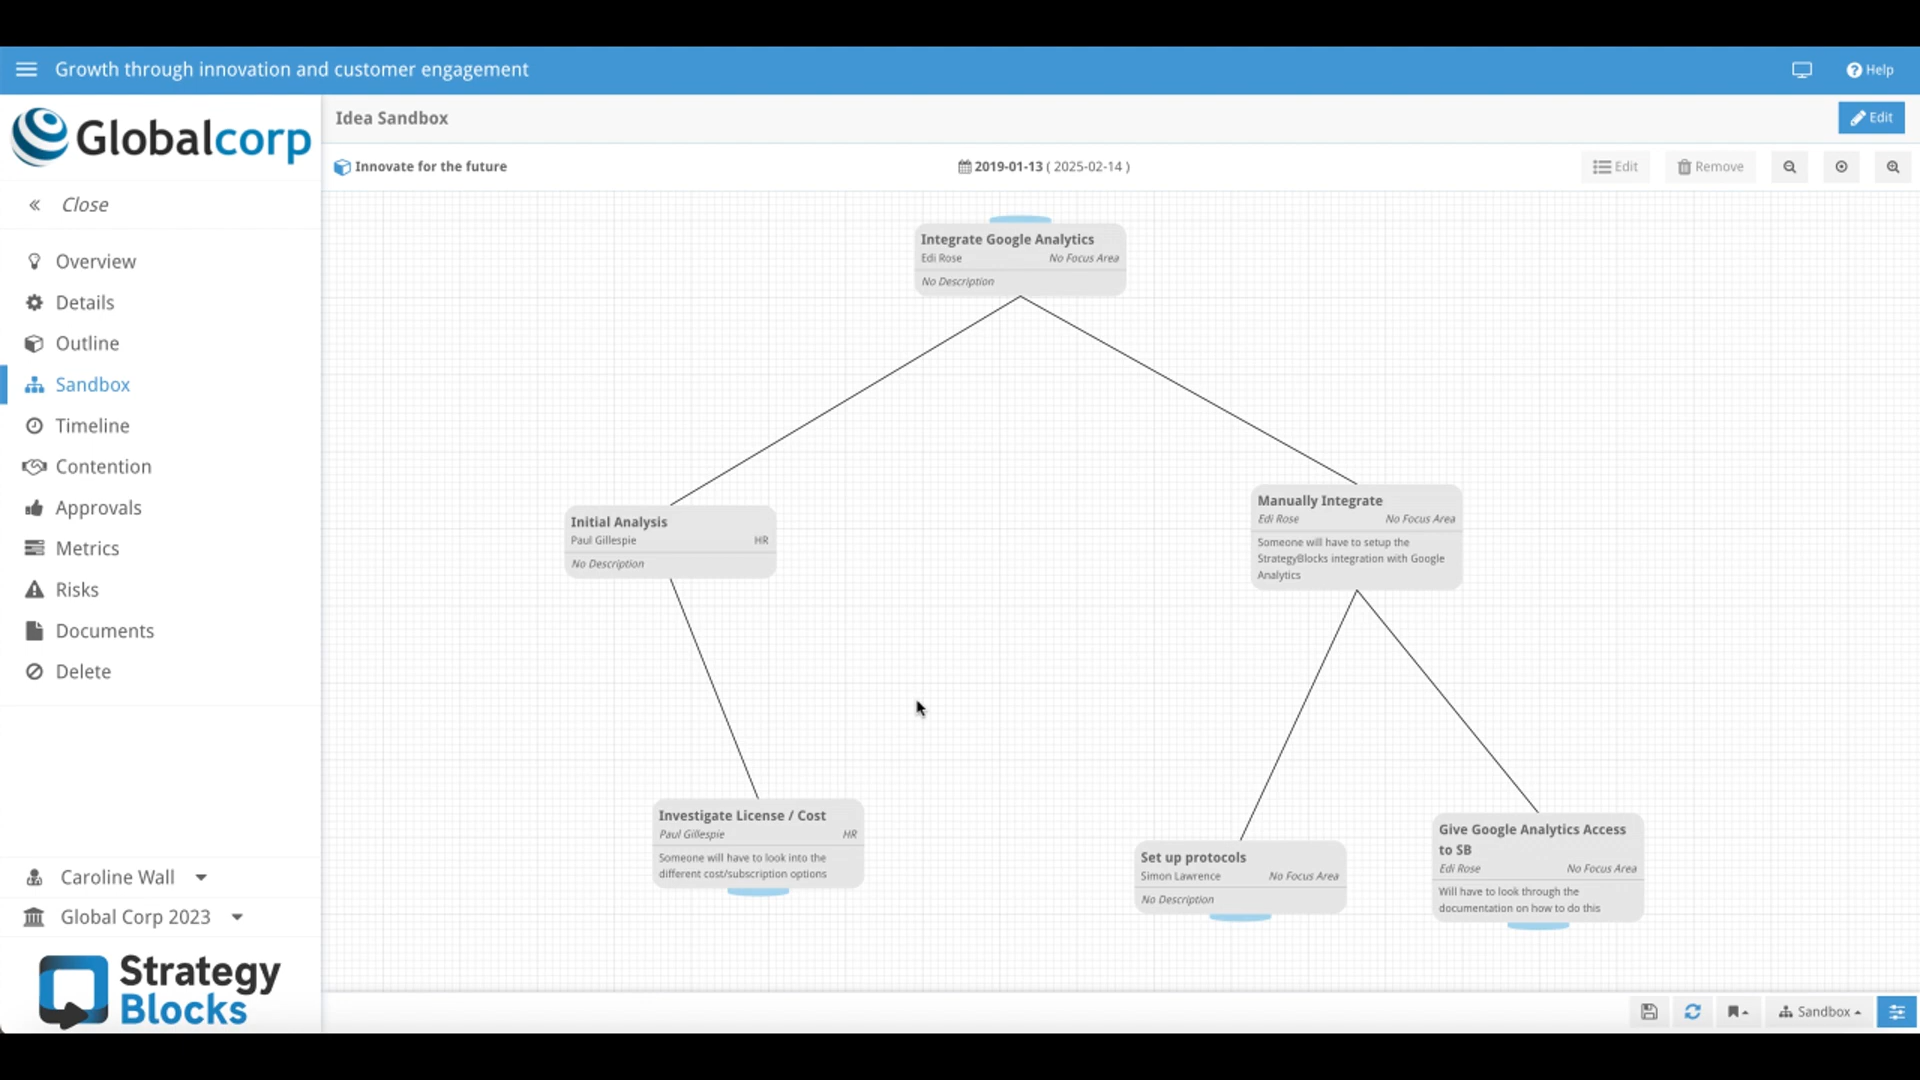 Growth through innovation and customer engagement
Help
Globalcorp
Idea Sandbox
Edit
Innovate for the future
2019-01-13 ( 2025-02-14 )
Edit
Remove
« Close
Overview
Details
Outline
Sandbox
Timeline
Contention
Approvals
Metrics
Risks
Documents
Delete
Integrate Google Analytics
Edi Rose No Focus Area
No Description
Initial Analysis
Paul Gillespie HR
No Description
Manually Integrate
Edi Rose No Focus Area
Someone will have to setup the
StrategyBlocks integration with Google
Analytics
Investigate License / Cost
Paul Gillespie HR
Someone will have to look into the
different cost/subscription options
Set up protocols
Simon Lawrence No Focus Area
No Description
Give Google Analytics Access
to SB
Edi Rose No Focus Area
Will have to look through the
documentation on how to do this
Caroline Wall
Global Corp 2023
Strategy
Blocks
Sandbox